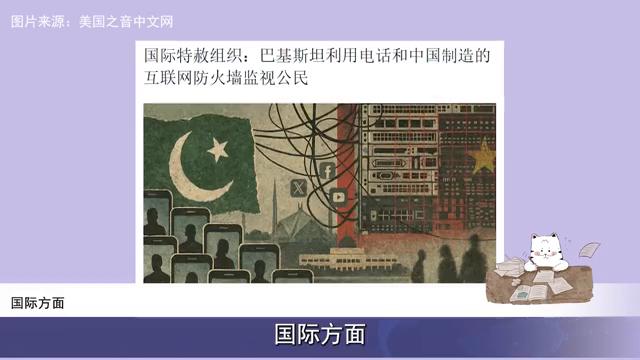 图片来源：美国之音中文网
国际特赦组织：巴基斯坦利用电话和中国制造的
互联网防火墙监视公民
国际方面
国际方面